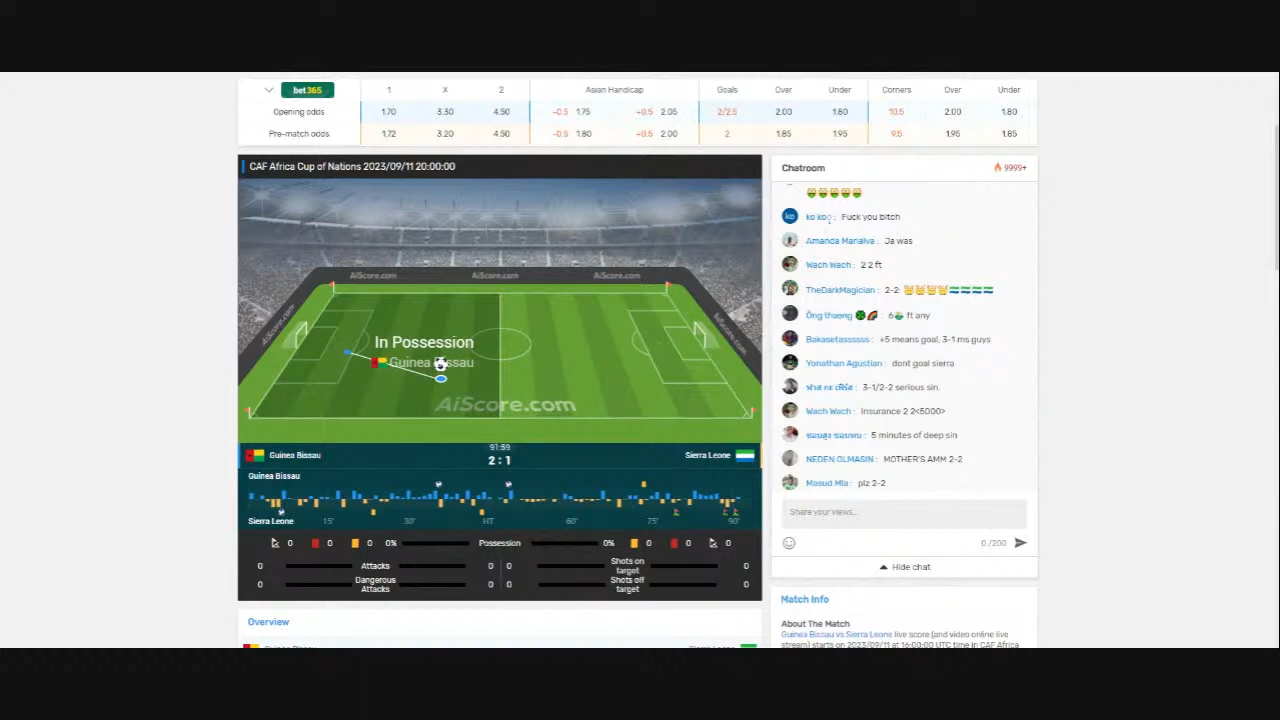 bet365 1 X 2 Asian Handicap Goals Over Under Corners Over Under
Opening odds 1.70 3.30 4.50 -0.5 1.75 +0.5 2.05 2/2.5 2.00 1.80 10.5 2.00 1.80
Pre-match odds 1.72 3.20 4.50 -0.5 1.80 +0.5 2.00 2 1.85 1.95 9.5 1.95 1.85
CAF Africa Cup of Nations 2023/09/11 20:00:00
AiScore.com AiScore.com AiScore.com
AiScore.com
AiScore.com
In Possession
Guinea Bissau
AiScore.com
Guinea Bissau 91:59 Sierra Leone
2 : 1
Guinea Bissau
Sierra Leone 15' 30' HT 60' 75' 90'
0 0 0 0% Possession 0% 0 0 0
0 Attacks 0 0 Shots on target 0
0 Dangerous Attacks 0 0 Shots off target 0
Overview
Chatroom 9999+
ko ko : Fuck you bitch
Amanda Marialva : Ja was
Wach Wach : 2 2 ft
TheDarkMagician : 2-2:
Ông thương : 6 ft any
Bakasetassssss : +5 means goal, 3-1 ms guys
Yonathan Agustian : dont goal sierra
3-1/2-2 serious sin.
Wach Wach : Insurance 2 2<5000>
5 minutes of deep sin
NEDEN OLMASIN : MOTHER'S AMM 2-2
Masud Mia : plz 2-2
Share your views...
0 /200
Hide chat
Match Info
About The Match
Guinea Bissau vs Sierra Leone live score (and video online live
stream) starts on 2023/09/11 at 16:00:00 UTC time in CAF Africa